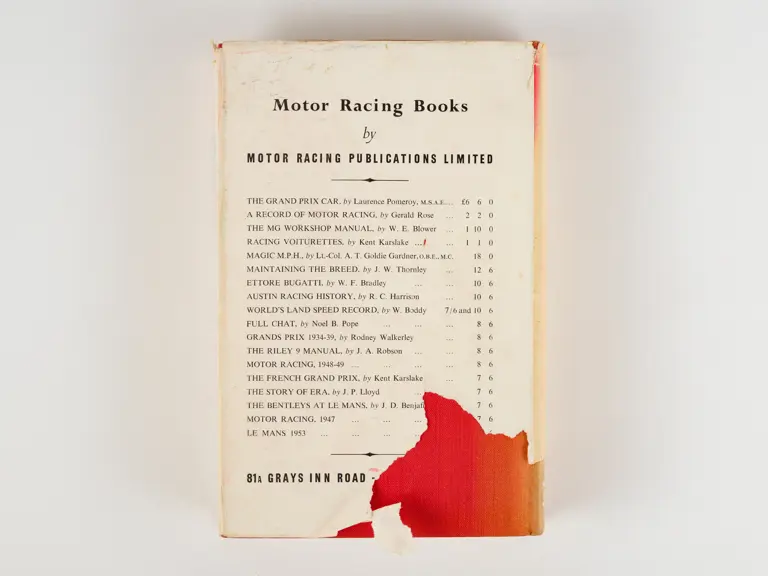 Motor Racing Books
by
MOTOR RACING PUBLICATIONS LIMITED
THE GRAND PRIX CAR, by Laurence Pomeroy, M.S.A.E.... £6 6 0
A RECORD OF MOTOR RACING, by Gerald Rose ... 2 2 0
THE MG WORKSHOP MANUAL, by W. E. Blower ... 1 10 0
RACING VOITURETTES, by Kent Karslake ... ... 1 1 0
MAGIC M.P.H., by Lt.-Col. A. T. Goldie Gardner, O.B.E., M.C. 18 0
MAINTAINING THE BREED, by J. W. Thornley ... 12 6
ETTORE BUGATTI, by W. F. Bradley ... ... 10 6
AUSTIN RACING HISTORY, by R. C. Harrison ... 10 6
WORLD'S LAND SPEED RECORD, by W. Boddy 7/6 and 10 6
FULL CHAT, by Noel B. Pope ... ... ... 8 6
GRANDS PRIX 1934-39, by Rodney Walkerley ... 8 6
THE RILEY 9 MANUAL, by J. A. Robson ... ... 8 6
MOTOR RACING, 1948-49 ... ... ... ... 8 6
THE FRENCH GRAND PRIX, by Kent Karslake ... 7 6
THE STORY OF ERA, by J. P. Lloyd ... ... 7 6
THE BENTLEYS AT LE MANS, by J. D. Benjaf 7 6
MOTOR RACING, 1947 ... ... ... 7 6
LE MANS 1953 ... ... ... ... 6
81A GRAYS INN ROAD -